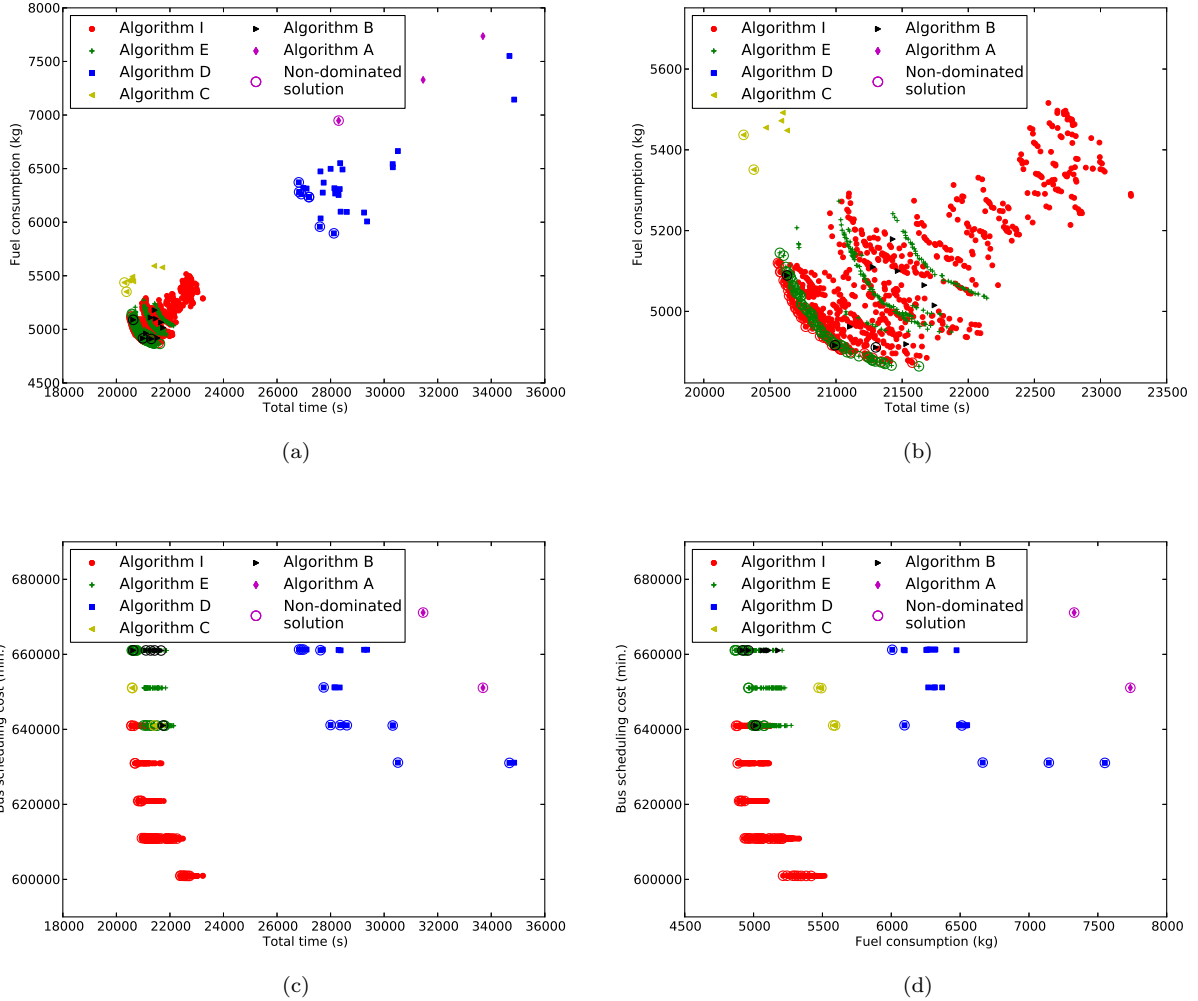 8000
7500
7000
6500
6000
5500
5000
4500
Fuel consumption (kg)
18000 20000 22000 24000 26000 28000 30000 32000 34000 36000
Total time (s)
Algorithm I
Algorithm E
Algorithm D
Algorithm C
Algorithm B
Algorithm A
Non-dominated
solution
(a)
5600
5400
5200
5000
Fuel consumption (kg)
20000 20500 21000 21500 22000 22500 23000 23500
Total time (s)
Algorithm I
Algorithm E
Algorithm D
Algorithm C
Algorithm B
Algorithm A
Non-dominated
solution
(b)
680000
660000
640000
620000
600000
Bus scheduling cost (min.)
18000 20000 22000 24000 26000 28000 30000 32000 34000 36000
Total time (s)
Algorithm I
Algorithm E
Algorithm D
Algorithm C
Algorithm B
Algorithm A
Non-dominated
solution
(c)
680000
660000
640000
620000
600000
Bus scheduling cost (min.)
4500 5000 5500 6000 6500 7000 7500 8000
Fuel consumption (kg)
Algorithm I
Algorithm E
Algorithm D
Algorithm C
Algorithm B
Algorithm A
Non-dominated
solution
(d)